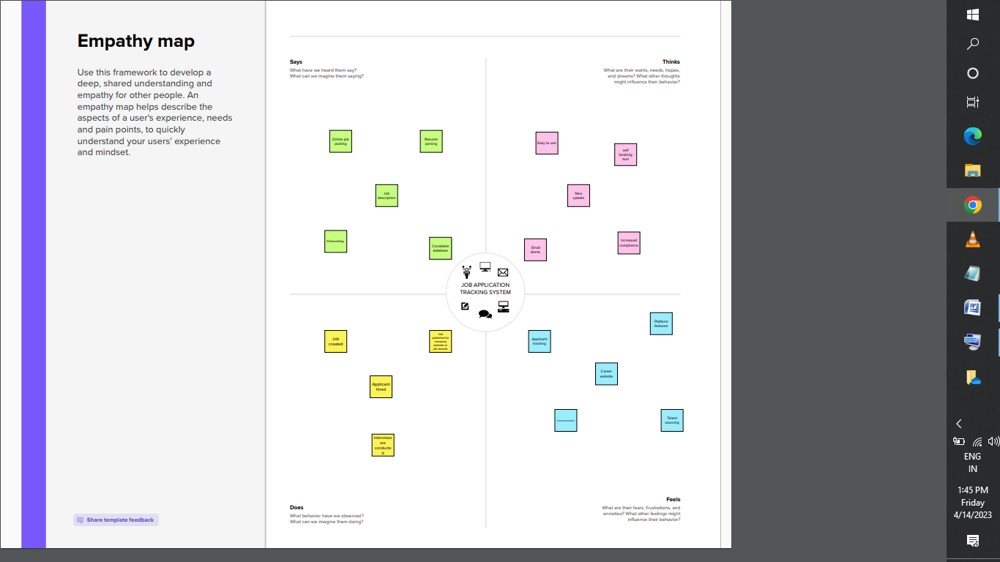 Empathy map
Use this framework to develop a
deep, shared understanding and
empathy for other people. An
empathy map helps describe the
aspects of a user's experience, needs
and pain points, to quickly
understand your users' experience
and mindset.
Share template feedback
Says
What have we heard them say?
What can we magine them saying?
Thinks
What are their wants, needs, hopes,
and dreams? What other thoughts
might influence their behavior?
Online job
posting
Resume
parsing
Job
description
Onboarding
Candidate
database
Easy to use
self
booking
tool
New
update
Email
Alerts
Increased
compliance
JOB APPLICATION
TRACKING SYSTEM
Job
created
Job
published to
company
website or
job boards
Applicant
hired
Interviews
are
conducte
d
Applicant
tracking
Platform
features
Career
website
Talent
sourcing
Does
What behavior have we observed?
What can we imagine them doing?
Feels
What are their fears, frustrations, and
anxieties? What other feelings might
influence their behavior?
ENG
IN
1:45 PM
Friday
4/14/2023